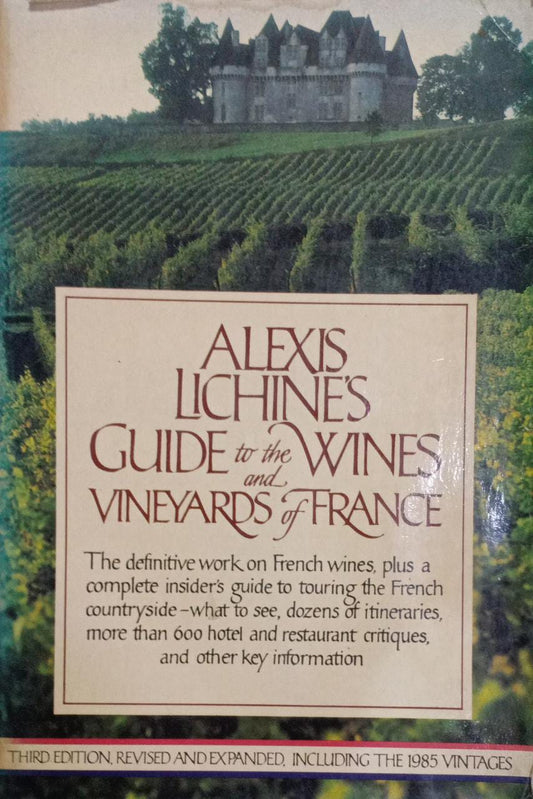 ALEXIS
LICHINE'S
GUIDE to the WINES
and
VINEYARDS of FRANCE
The definitive work on French wines, plus a
complete insider's guide to touring the French
countryside–what to see, dozens of itineraries,
more than 600 hotel and restaurant critiques,
and other key information
THIRD EDITION, REVISED AND EXPANDED, INCLUDING THE 1985 VINTAGES